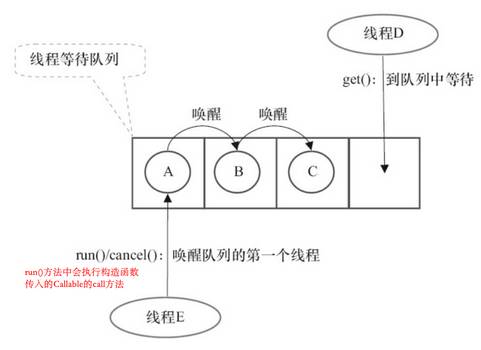 线程D
线程等待队列
get()：到队列中等待
唤醒
唤醒
A
B
C
run()/cancel()：唤醒队列的第一个线程
run()方法中会执行构造函数
传入的Callable的call方法
线程E